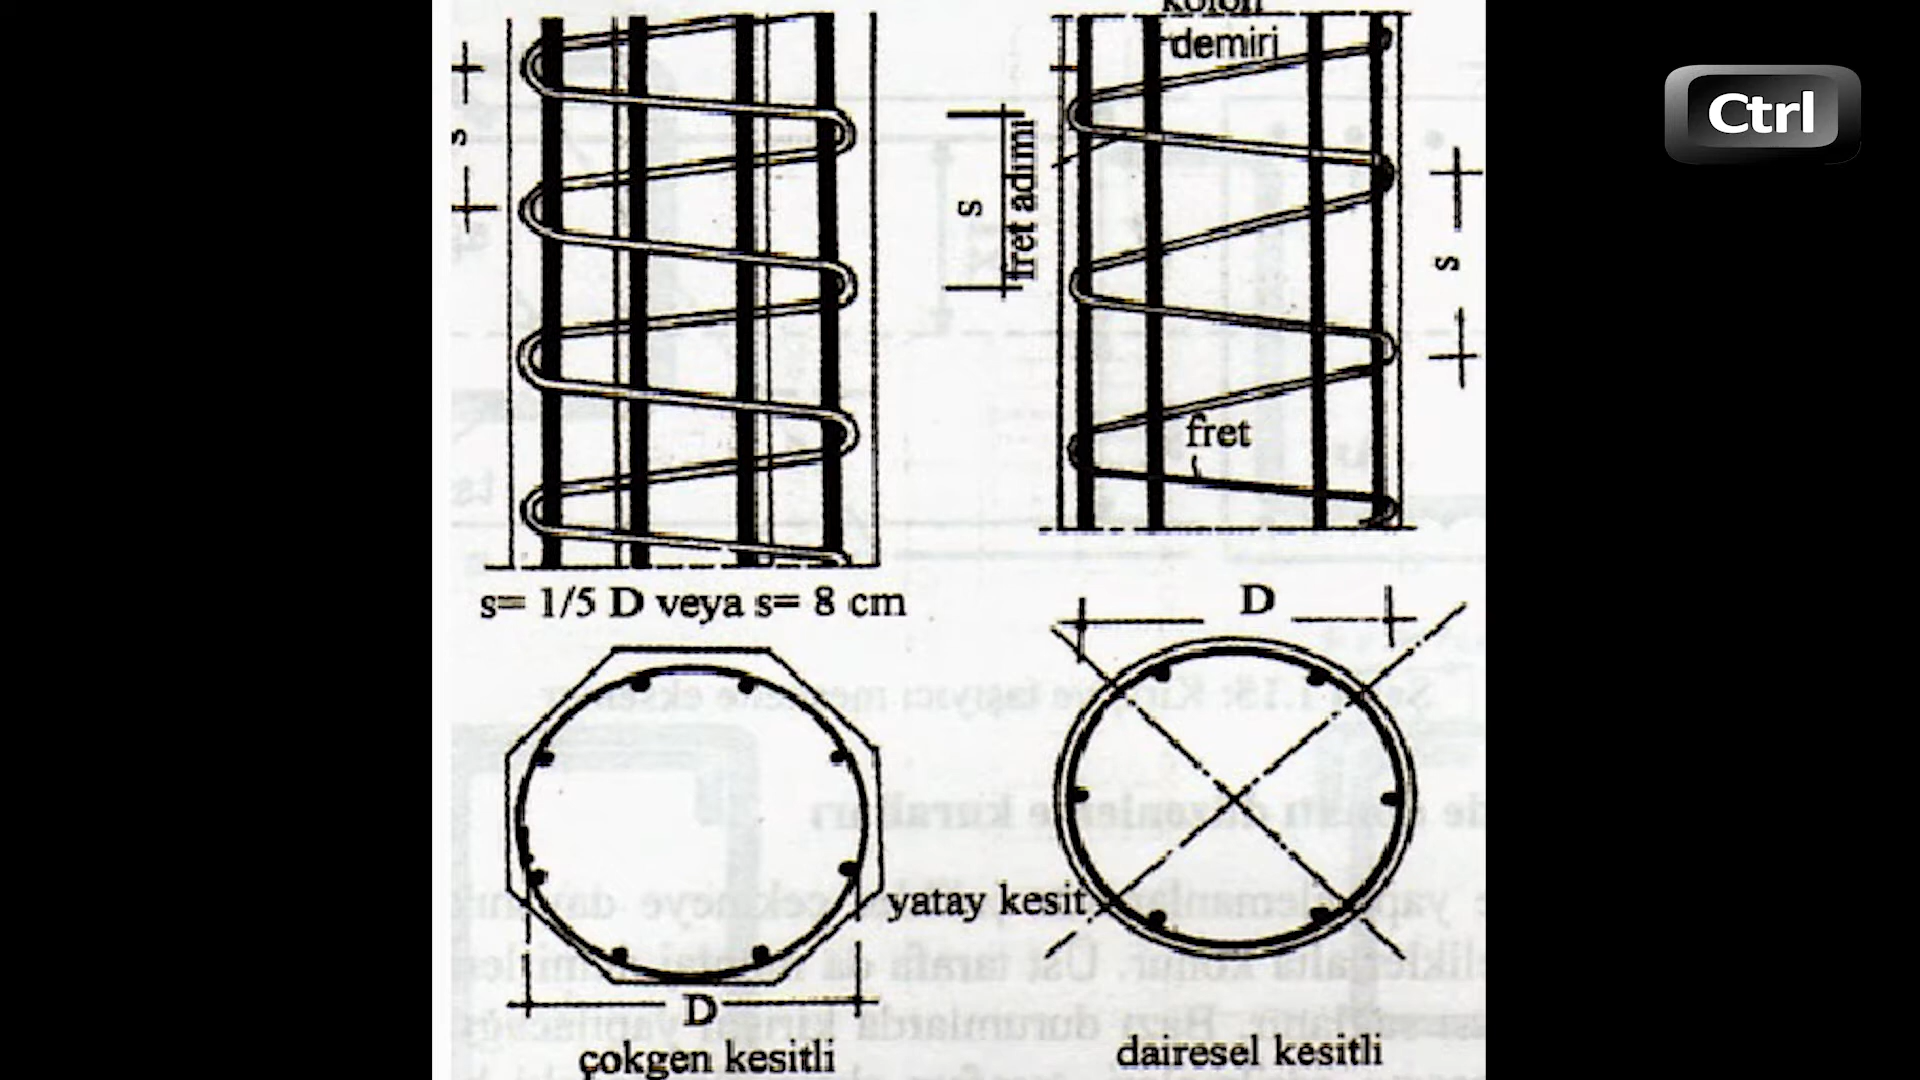 kolon
demiri
Ctrl
s
s
fret adımı
s
fret
s= 1/5 D veya s= 8 cm
D
yatay kesit
D
çokgen kesitli
dairesel kesitli